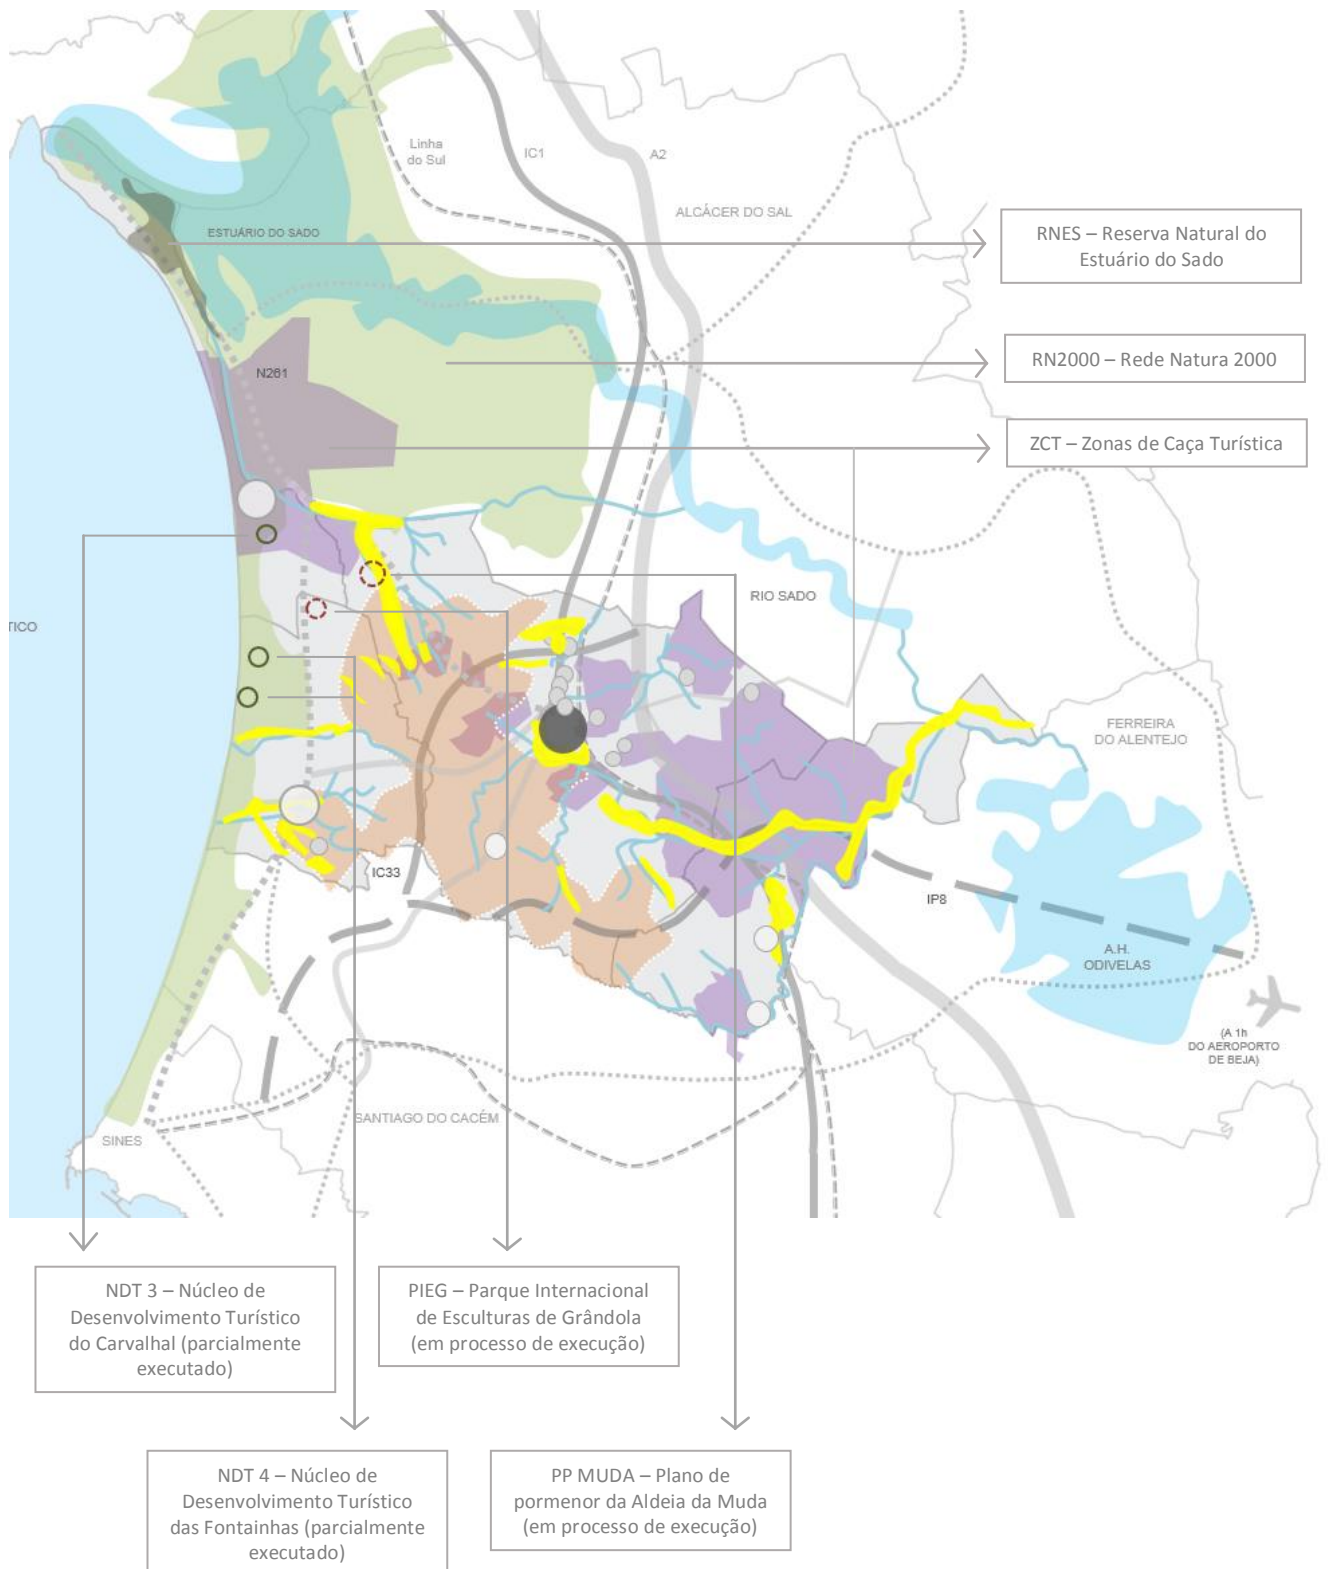 Linha
do Sul
IC1
A2
ALCÁCER DO SAL
ESTUÁRIO DO SADO
RNES – Reserva Natural do
Estuário do Sado
RN2000 – Rede Natura 2000
N261
ZCT – Zonas de Caça Turística
RIO SADO
TICO
FERREIRA
DO ALENTEJO
IC33
IP8
A.H.
ODIVELAS
(A 1h
DO AEROPORTO
DE BEJA)
SANTIAGO DO CACÉM
SINES
NDT 3 – Núcleo de
Desenvolvimento Turístico
do Carvalhal (parcialmente
executado)
PIEG – Parque Internacional
de Esculturas de Grândola
(em processo de execução)
NDT 4 – Núcleo de
Desenvolvimento Turístico
das Fontainhas (parcialmente
executado)
PP MUDA – Plano de
pormenor da Aldeia da Muda
(em processo de execução)